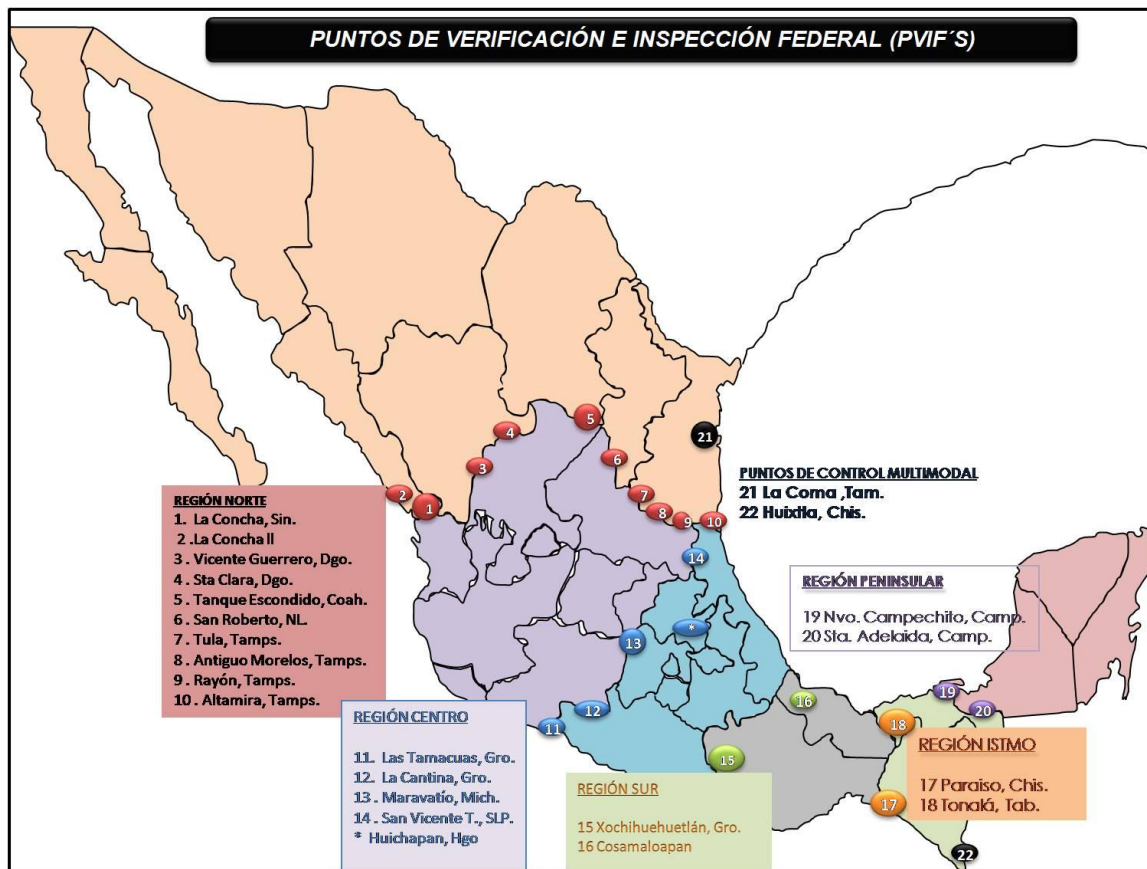 PUNTOS DE VERIFICACIÓN E INSPECCIÓN FEDERAL (PVIF´S)
5
4
21
6
3
PUNTOS DE CONTROL MULTIMODAL
21 La Coma ,Tam.
22 Huixtla, Chis.
2
1
7
8
9
10
REGIÓN NORTE
1. La Concha, Sin.
2 .La Concha II
3 . Vicente Guerrero, Dgo.
4 . Sta Clara, Dgo.
5 . Tanque Escondido, Coah.
6 . San Roberto, NL.
7 . Tula, Tamps.
8 . Antiguo Morelos, Tamps.
9 . Rayón, Tamps.
10 . Altamira, Tamps.
14
REGIÓN PENINSULAR
19 Nvo. Campechito, Camp.
20 Sta. Adelaida, Camp.
13
*
19
20
16
12
11
18
REGIÓN CENTRO
11. Las Tamacuas, Gro.
12. La Cantina, Gro.
13 . Maravatío, Mich.
14 . San Vicente T., SLP.
* Huichapan, Hgo
15
REGIÓN SUR
15 Xochihuehuetlán, Gro.
16 Cosamaloapan
REGIÓN ISTMO
17 Paraiso, Chis.
18 Tonalá, Tab.
17
22